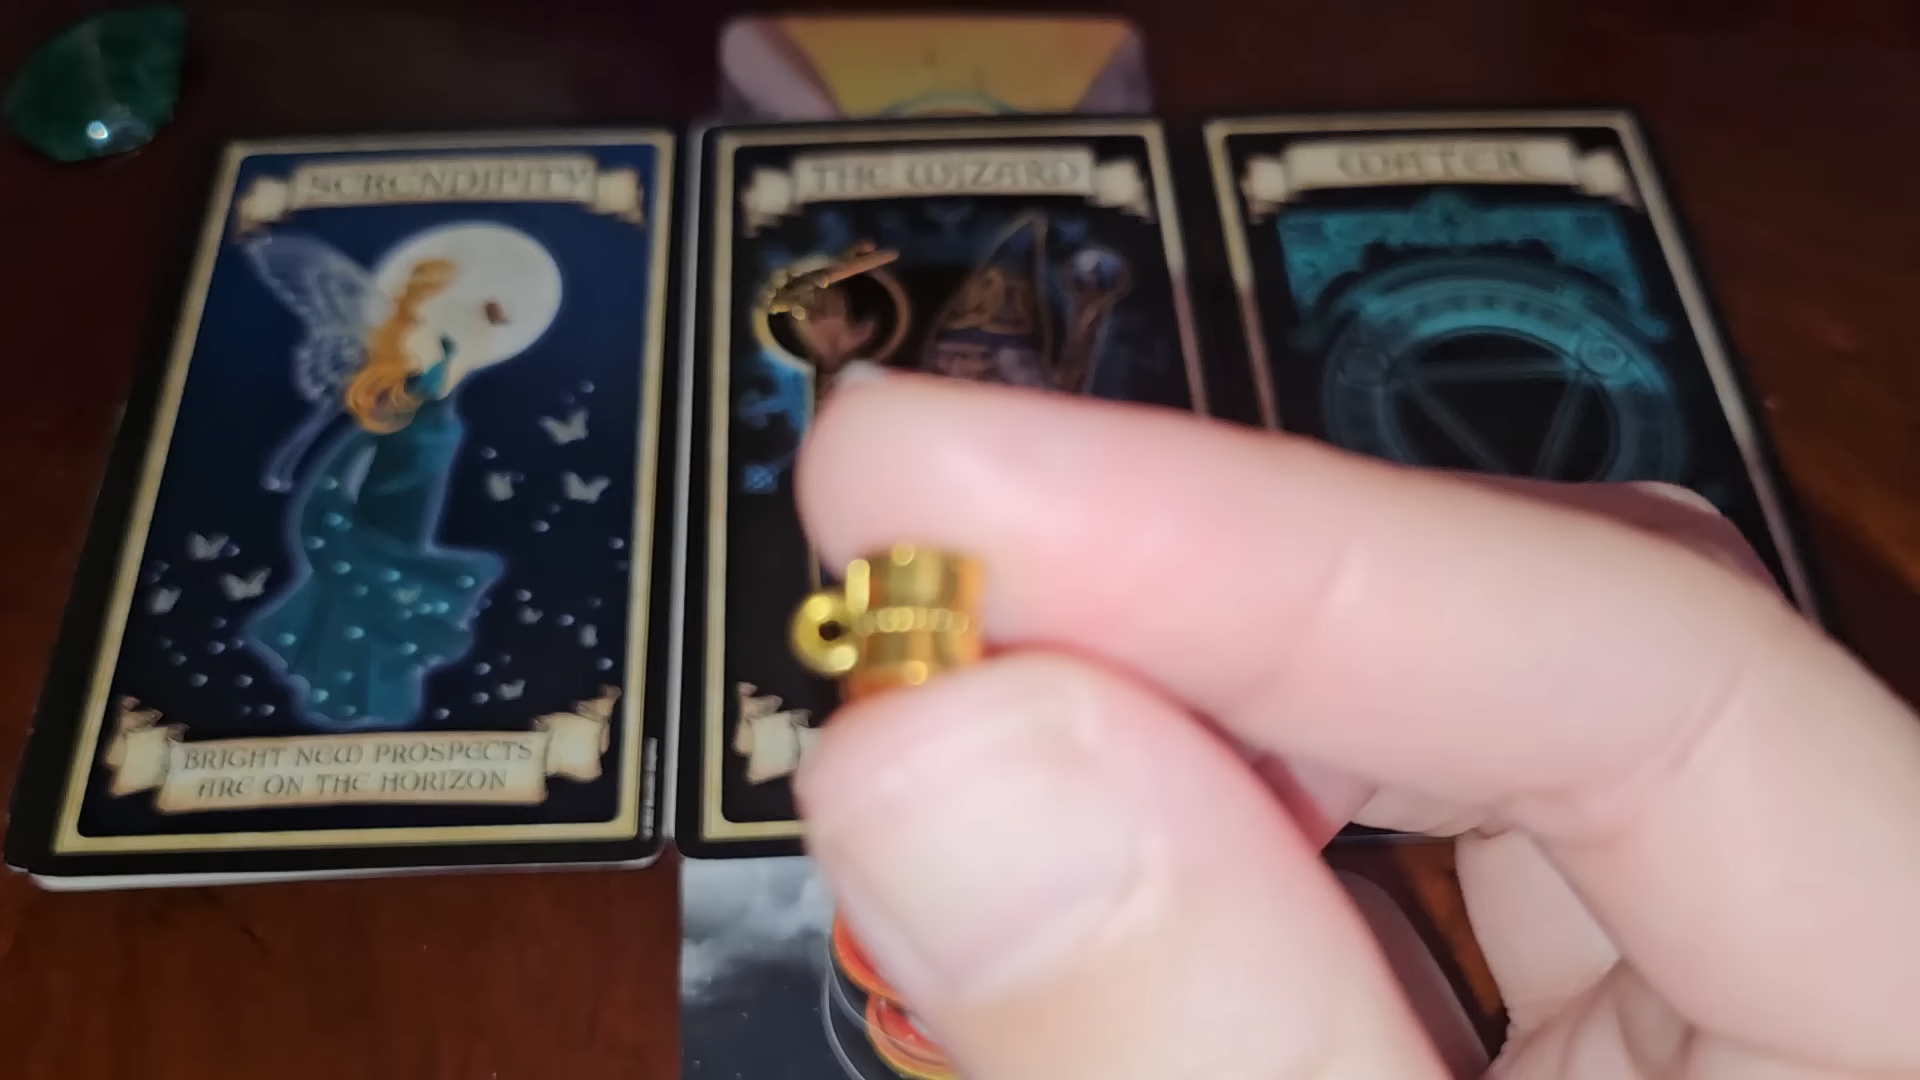 SERENDIPITY
THE WIZARD
WATER
BRIGHT NEW PROSPECTS
ARE ON THE HORIZON